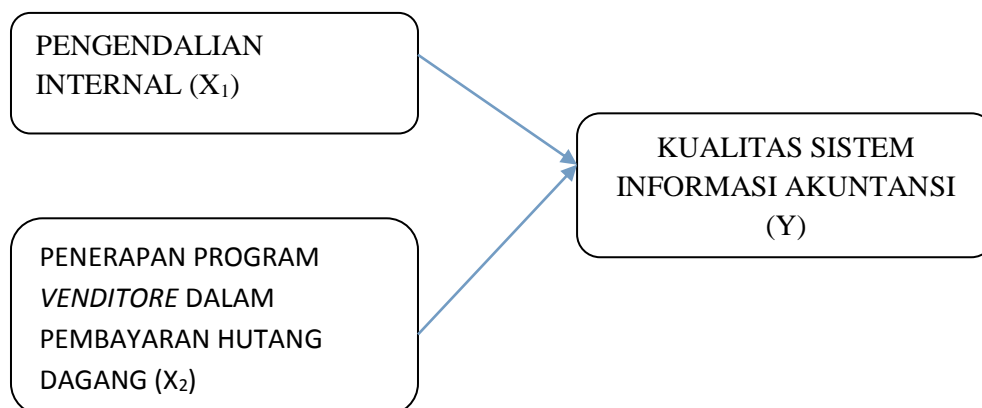 PENGENDALIAN
INTERNAL (X₁)
KUALITAS SISTEM
INFORMASI AKUNTANSI
(Y)
PENERAPAN PROGRAM
VENDITORE DALAM
PEMBAYARAN HUTANG
DAGANG (X₂)